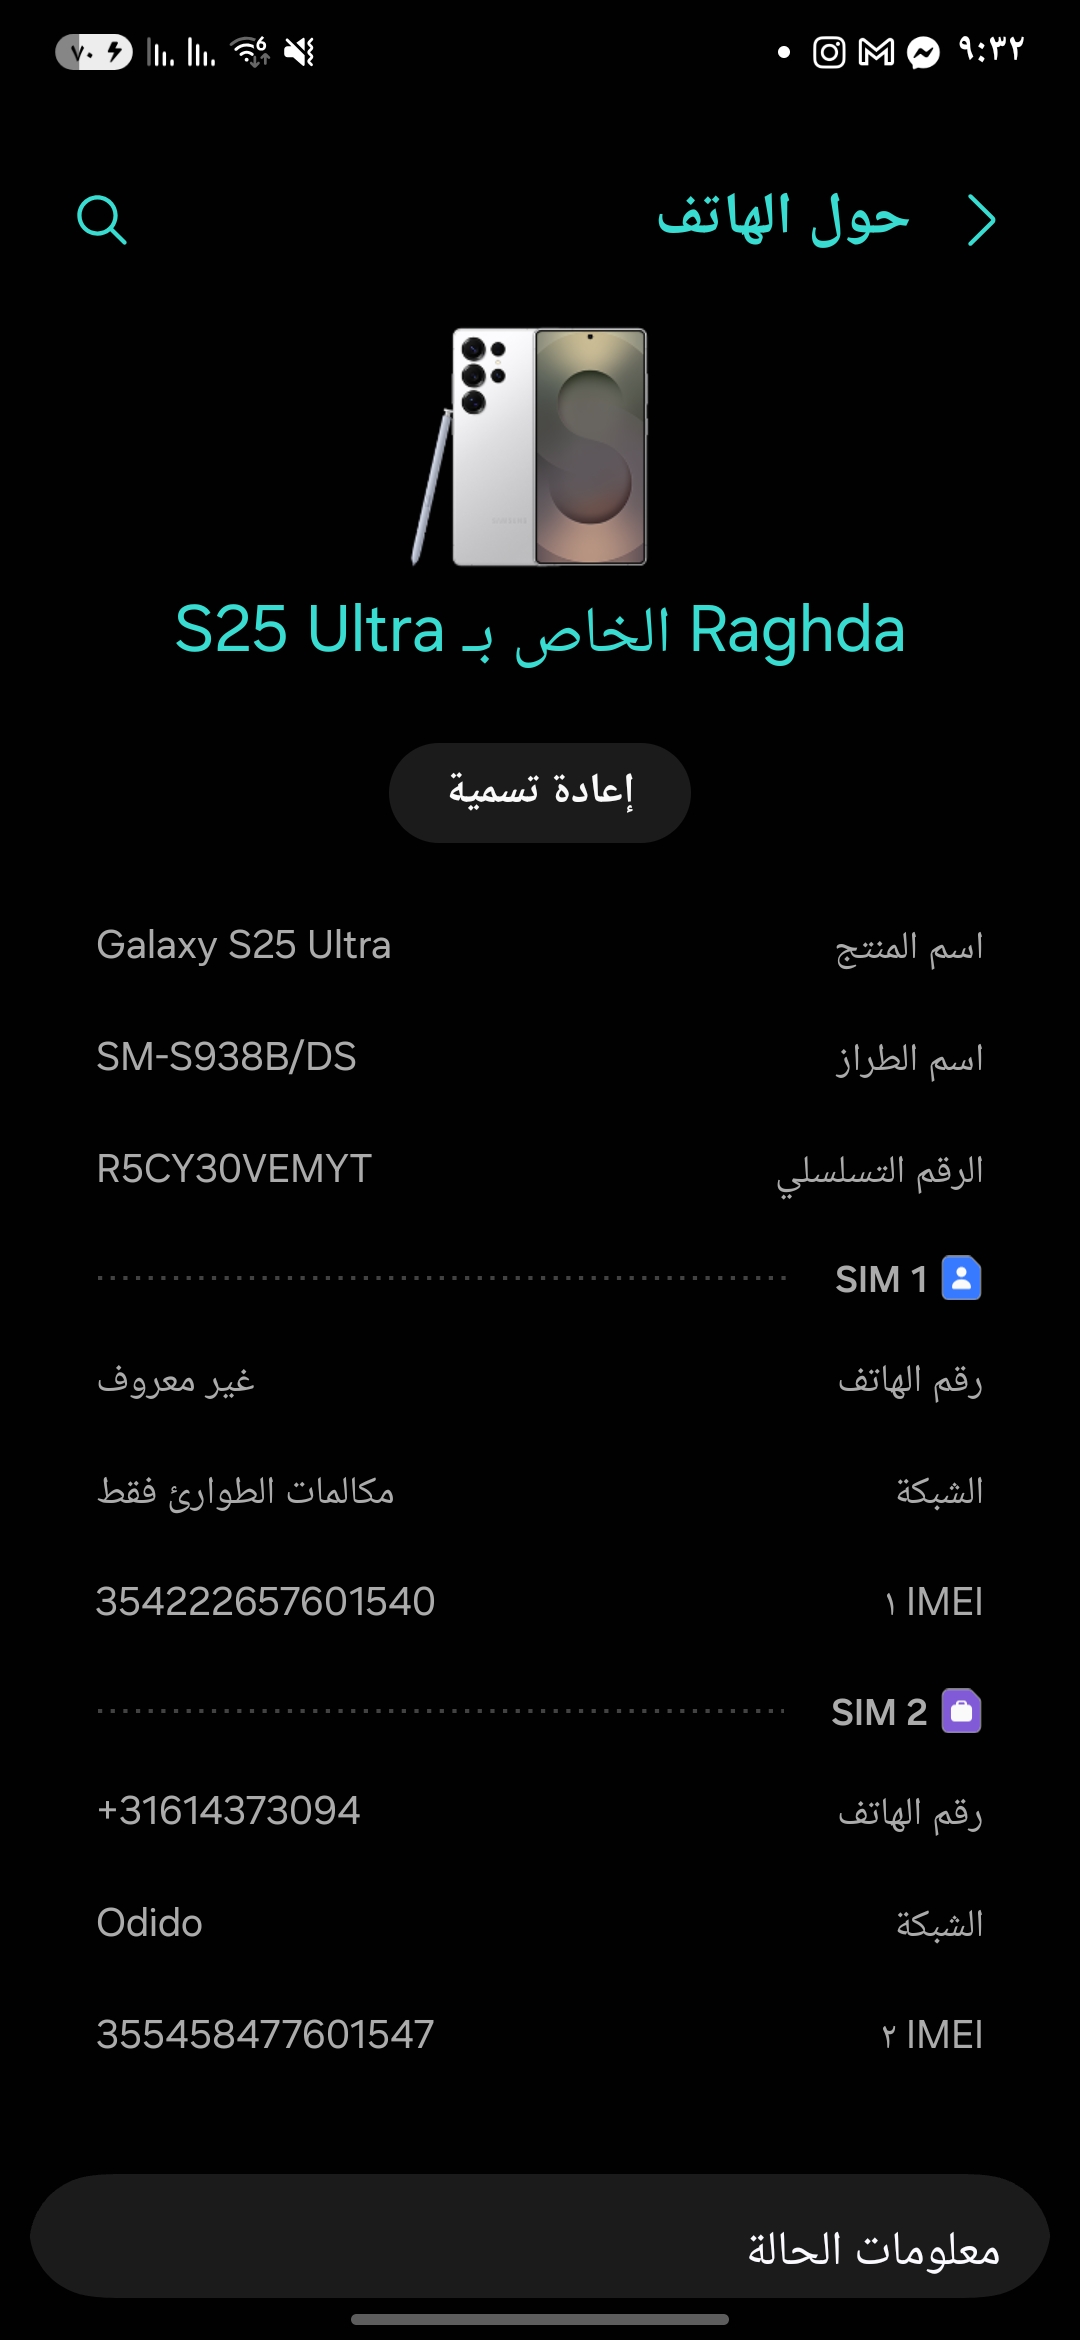 ٩:٣٢
٧٠
6
حول الهاتف
SAMSUNG
S25 Ultra الخاص بـ Raghda
إعادة تسمية
اسم المنتج Galaxy S25 Ultra
اسم الطراز SM-S938B/DS
الرقم التسلسلي R5CY30VEMYT
SIM 1
رقم الهاتف غير معروف
الشبكة مكالمات الطوارئ فقط
IMEI ١ 354222657601540
SIM 2
رقم الهاتف +31614373094
الشبكة Odido
IMEI ٢ 355458477601547
معلومات الحالة